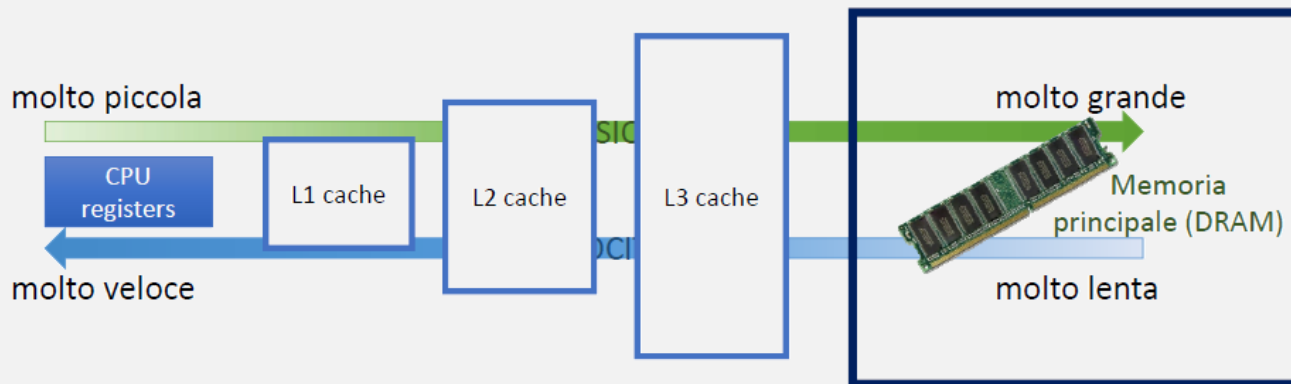 molto piccola
molto grande
CPU
registers
L1 cache
L2 cache
L3 cache
Memoria
principale (DRAM)
molto veloce
molto lenta